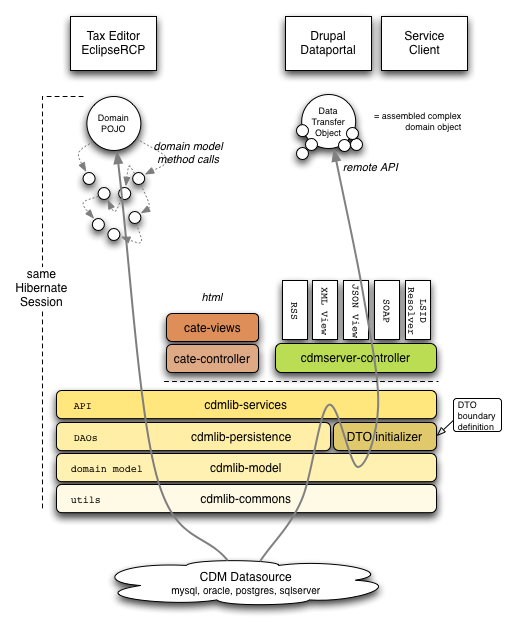 Tax Editor
EclipseRCP
Drupal
Dataportal
Service
Client
Domain
POJO
domain model
method calls
Data
Transfer
Object
= assembled complex
domain object
remote API
same
Hibernate
Session
html
cate-views
cate-controller
RSS
XML View
JSON View
SOAP
LSID
Resolver
cdmserver-controller
API
cdmlib-services
DAOs
cdmlib-persistence
DTO initializer
DTO
boundary
definition
domain model
cdmlib-model
utils
cdmlib-commons
CDM Datasource
mysql, oracle, postgres, sqlserver